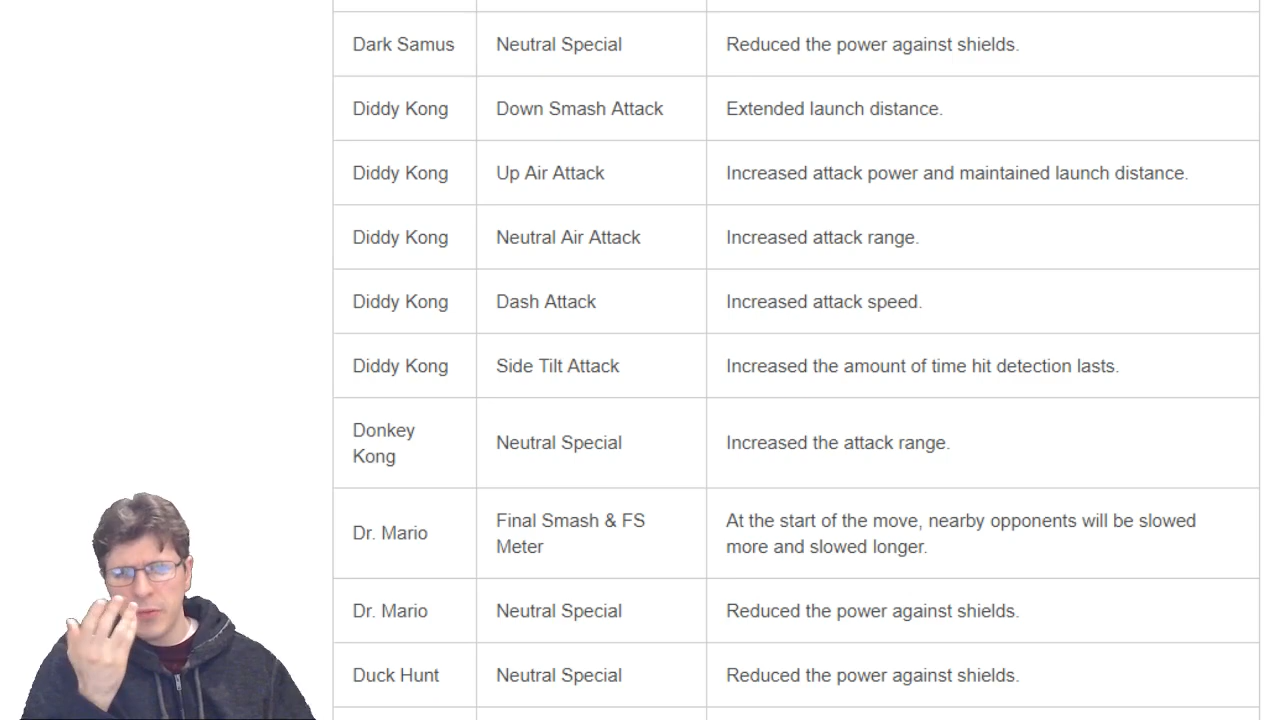 Dark Samus Neutral Special Reduced the power against shields.
Diddy Kong Down Smash Attack Extended launch distance.
Diddy Kong Up Air Attack Increased attack power and maintained launch distance.
Diddy Kong Neutral Air Attack Increased attack range.
Diddy Kong Dash Attack Increased attack speed.
Diddy Kong Side Tilt Attack Increased the amount of time hit detection lasts.
Donkey
Kong
Neutral Special Increased the attack range.
Dr. Mario
Final Smash & FS
Meter
At the start of the move, nearby opponents will be slowed
more and slowed longer.
Dr. Mario Neutral Special Reduced the power against shields.
Duck Hunt Neutral Special Reduced the power against shields.